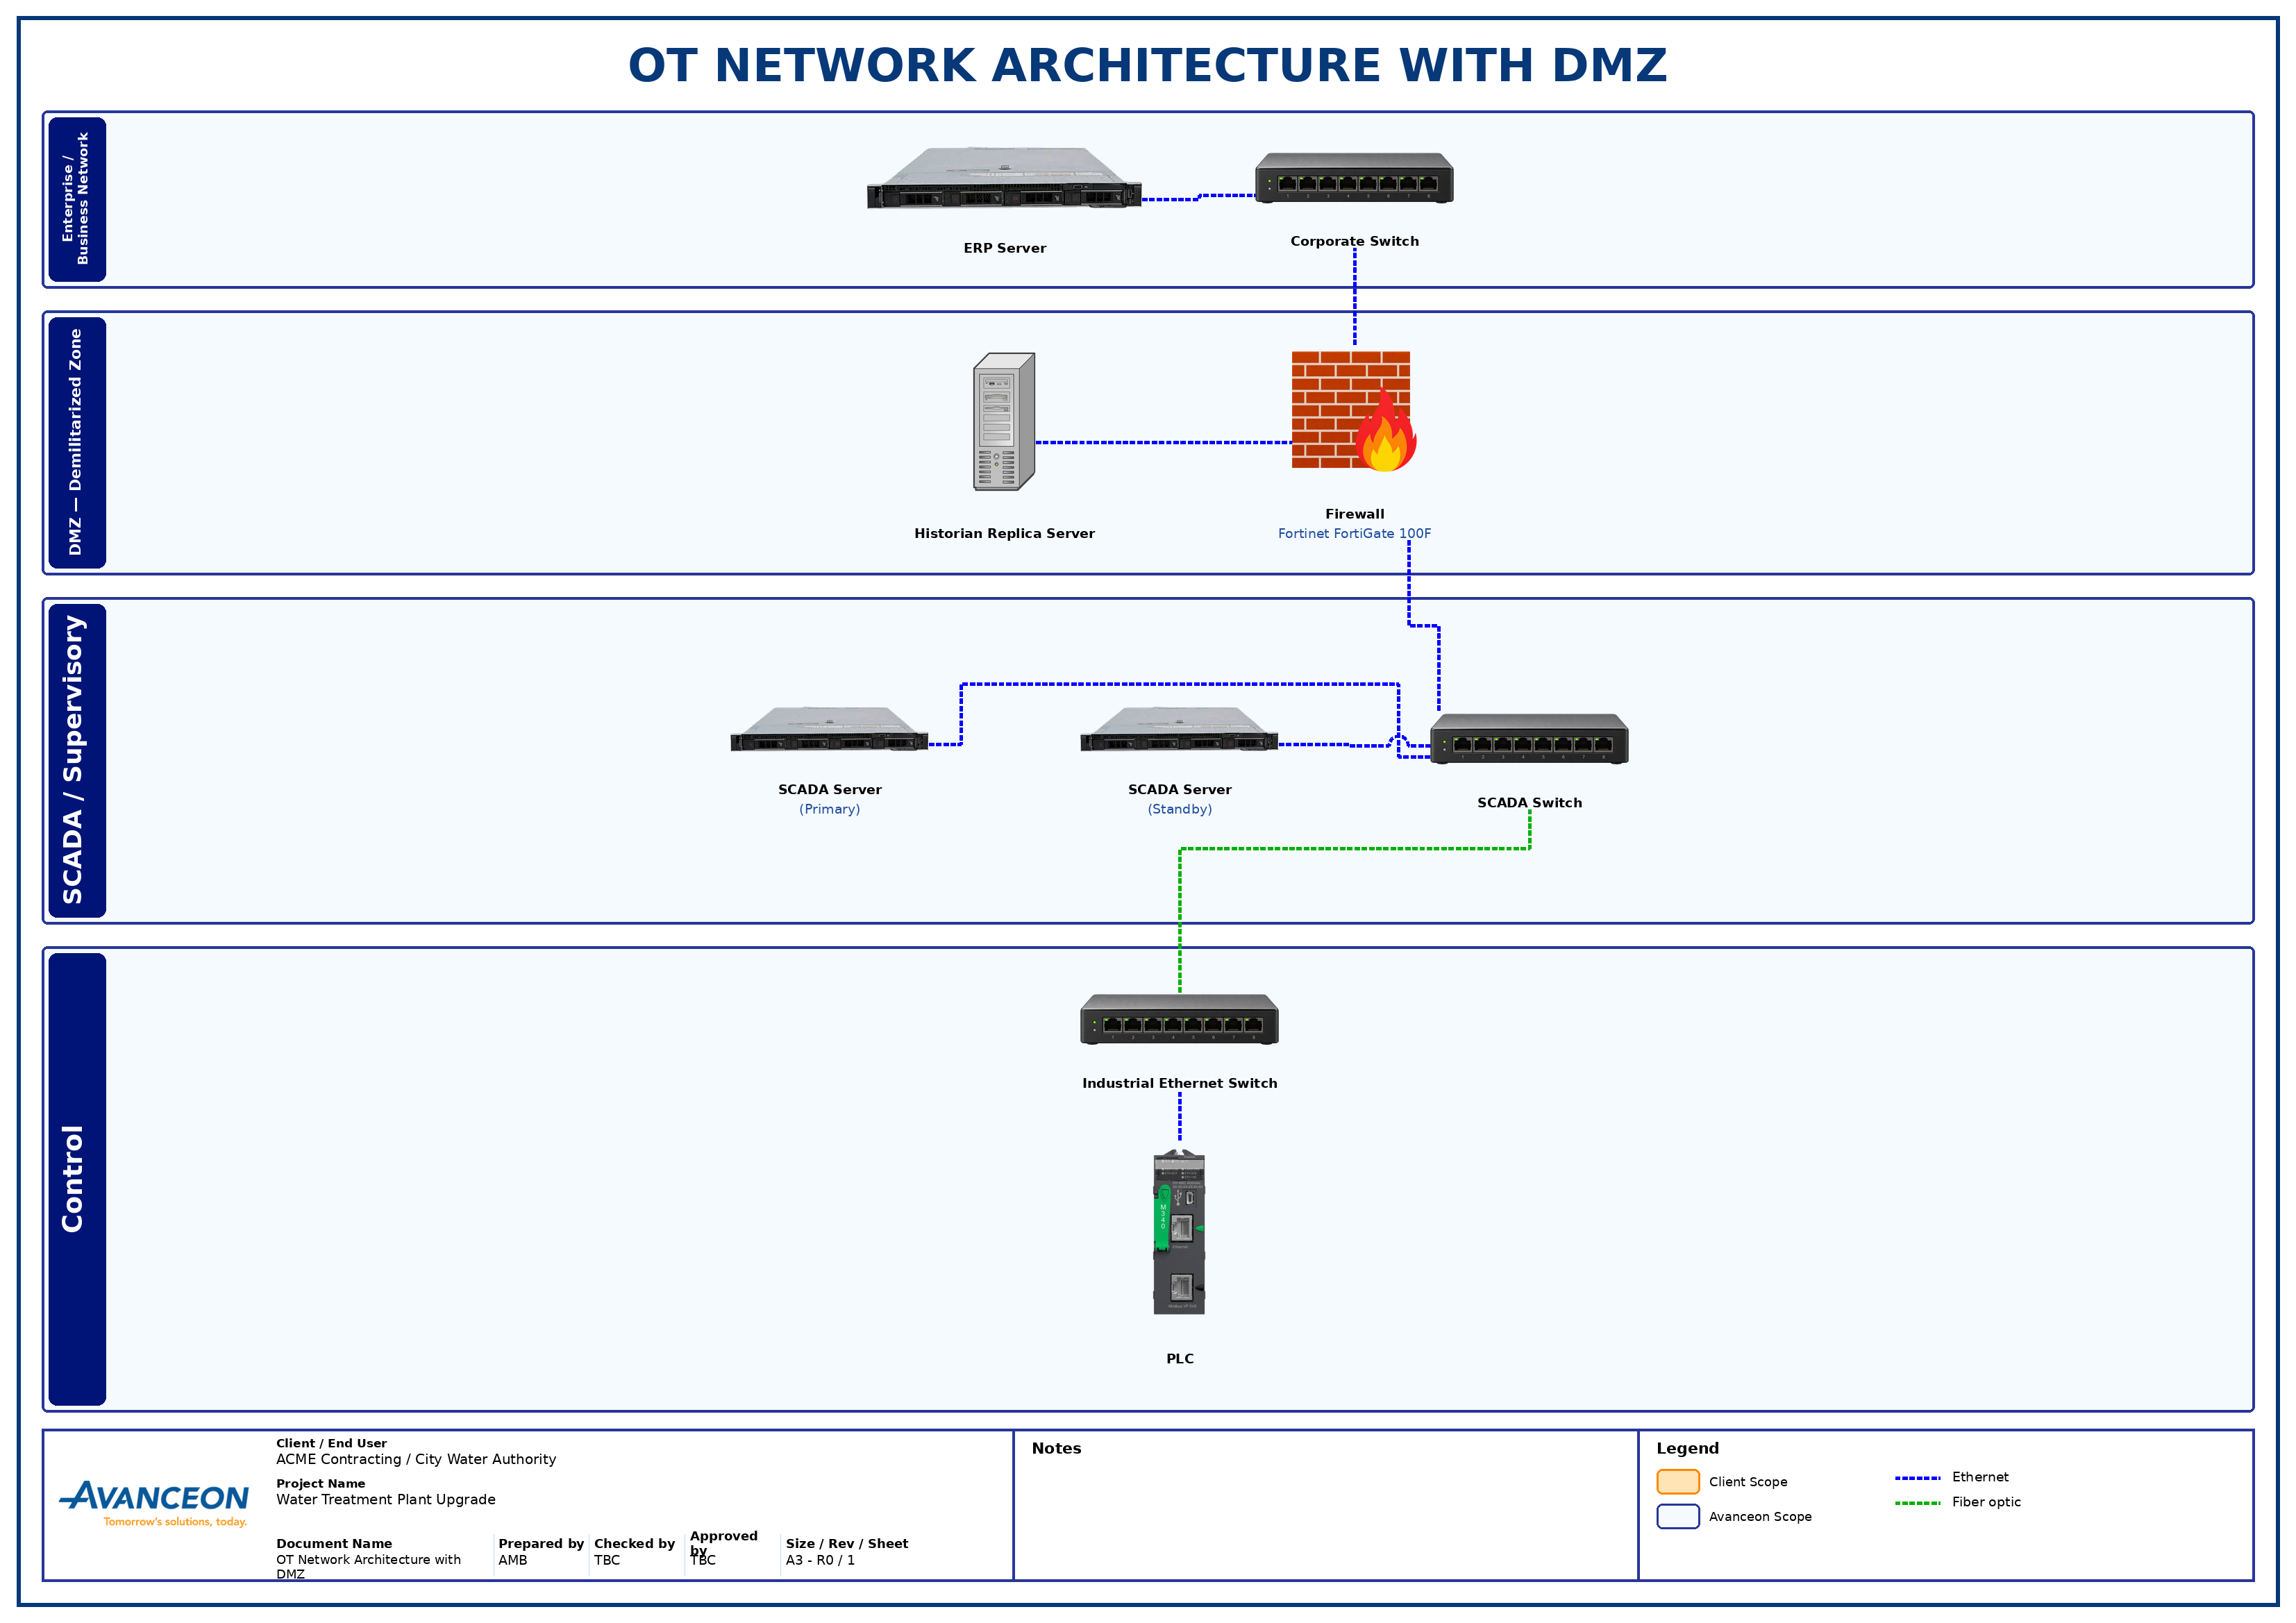 OT NETWORK ARCHITECTURE WITH DMZ
Enterprise /
Business Network
ERP Server
Corporate Switch
DMZ — Demilitarized Zone
Historian Replica Server
Firewall
Fortinet FortiGate 100F
SCADA / Supervisory
SCADA Server
(Primary)
SCADA Server
(Standby)
SCADA Switch
Control
Industrial Ethernet Switch
M340
Ethernet
PLC
AVANCEON
Tomorrow's solutions, today.
Client / End User
ACME Contracting / City Water Authority
Project Name
Water Treatment Plant Upgrade
Document Name
OT Network Architecture with
DMZ
Prepared by
AMB
Checked by
TBC
Approved
by
TBC
Size / Rev / Sheet
A3 - R0 / 1
Notes
Legend
Client Scope
Avanceon Scope
Ethernet
Fiber optic